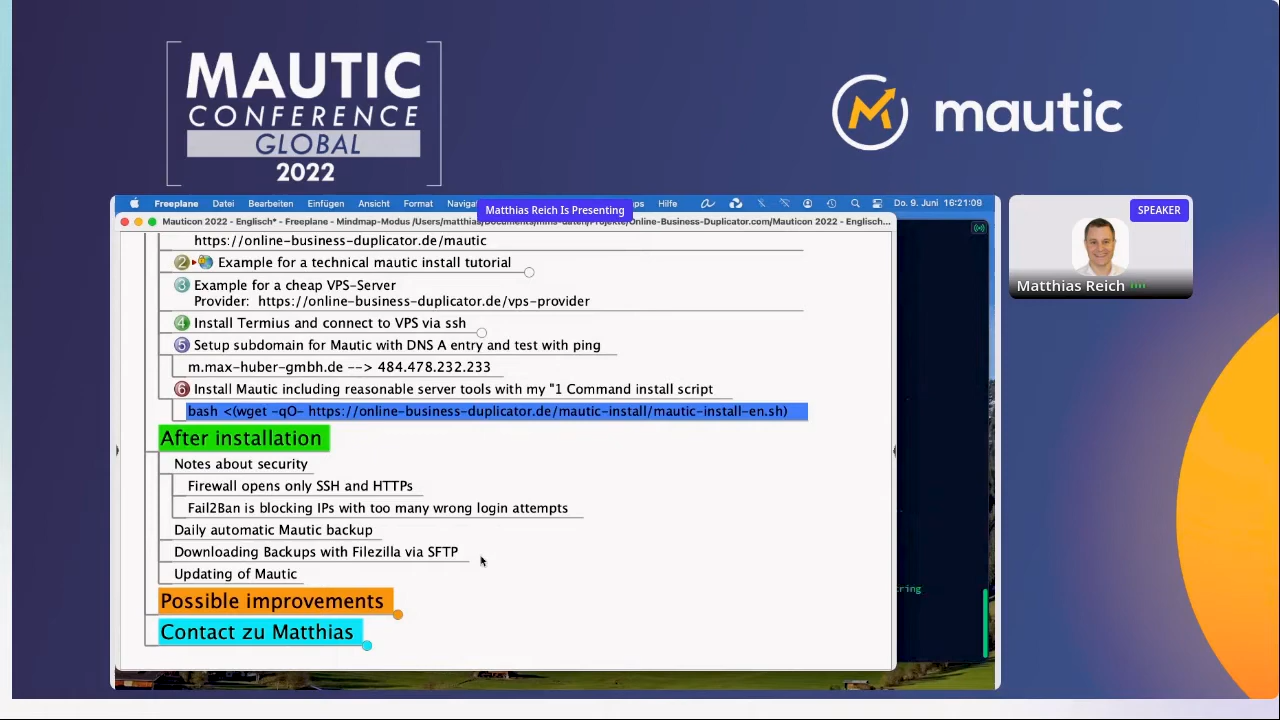 MAUTIC
CONFERENCE
GLOBAL
2022
mautic
Freeplane Datei Bearbeiten Einfügen Ansicht Format Hilfe Do. 9. Juni 16:21:09
Matthias Reich Is Presenting
Mauticon 2022 - Englisch* - Freeplane - Mindmap-Modus
https://online-business-duplicator.de/mautic
2 Example for a technical mautic install tutorial
3 Example for a cheap VPS-Server
Provider: https://online-business-duplicator.de/vps-provider
4 Install Termius and connect to VPS via ssh
5 Setup subdomain for Mautic with DNS A entry and test with ping
m.max-huber-gmbh.de --> 484.478.232.233
6 Install Mautic including reasonable server tools with my "1 Command install script
bash <(wget -qO- https://online-business-duplicator.de/mautic-install/mautic-install-en.sh)
After installation
Notes about security
Firewall opens only SSH and HTTPs
Fail2Ban is blocking IPs with too many wrong login attempts
Daily automatic Mautic backup
Downloading Backups with Filezilla via SFTP
Updating of Mautic
Possible improvements
Contact zu Matthias
SPEAKER
Matthias Reich